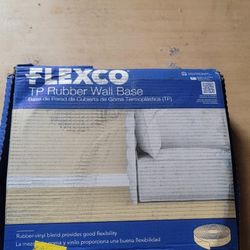 FLEXCO
TP Rubber Wall Base
Base de Pared de Cubierta de Goma Termoplástica (TP)
Rubber-vinyl blend provides good flexibility
La mezcla de goma y vinilo proporciona una buena flexibilidad